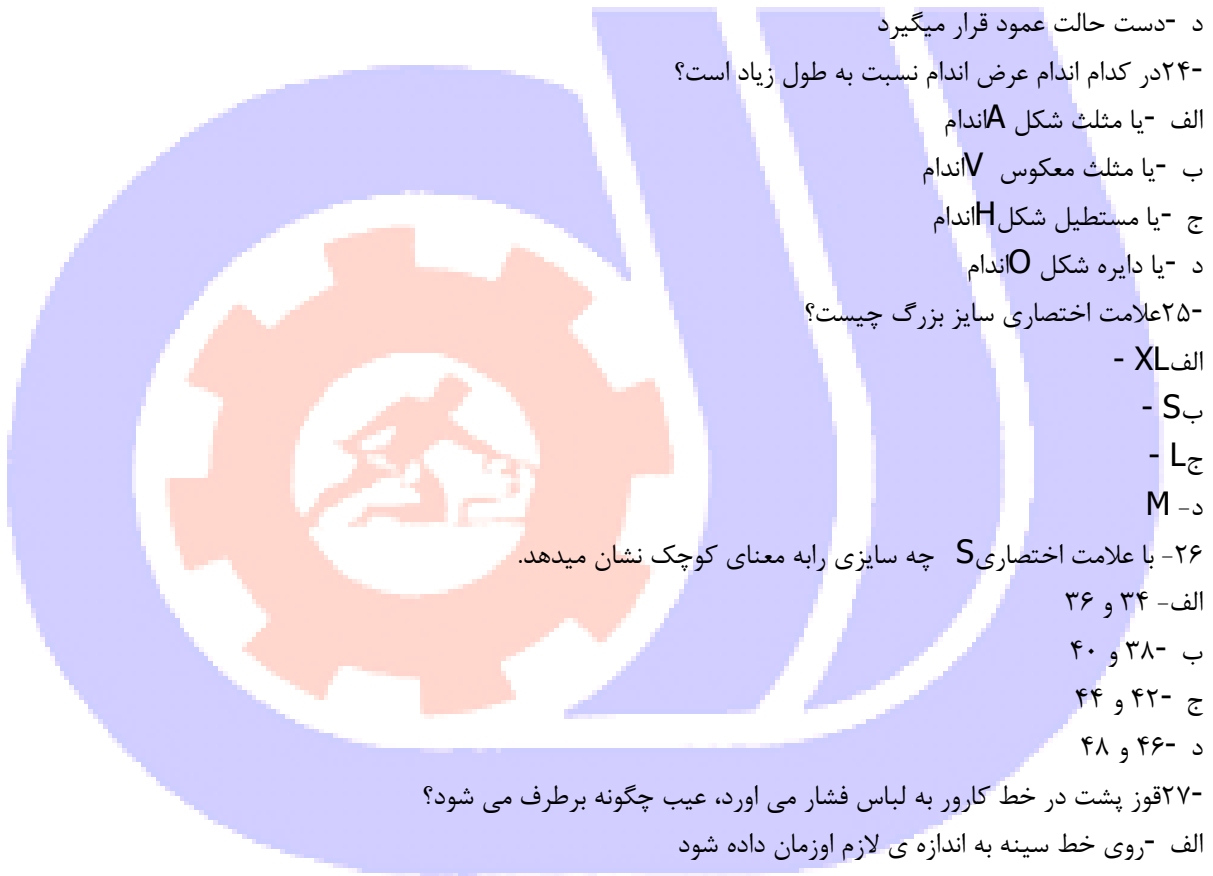 د -دست حالت عمود قرار میگیرد
-۲۴در کدام اندام عرض اندام نسبت به طول زیاد است؟
الف -یا مثلث شکل Aاندام
ب -یا مثلث معکوس Vاندام
ج -یا مستطیل شکلHاندام
د -یا دایره شکل Oاندام
-۲۵علامت اختصاری سایز بزرگ چیست؟
الفXL -
بS -
جL -
د- M
۲۶- با علامت اختصاریS چه سایزی رابه معنای کوچک نشان میدهد.
الف- ۳۴ و ۳۶
ب -۳۸ و ۴۰
ج -۴۲ و ۴۴
د -۴۶ و ۴۸
-۲۷قوز پشت در خط کارور به لباس فشار می اورد، عیب چگونه برطرف می شود؟
الف -روی خط سینه به اندازه ی لازم اوزمان داده شود